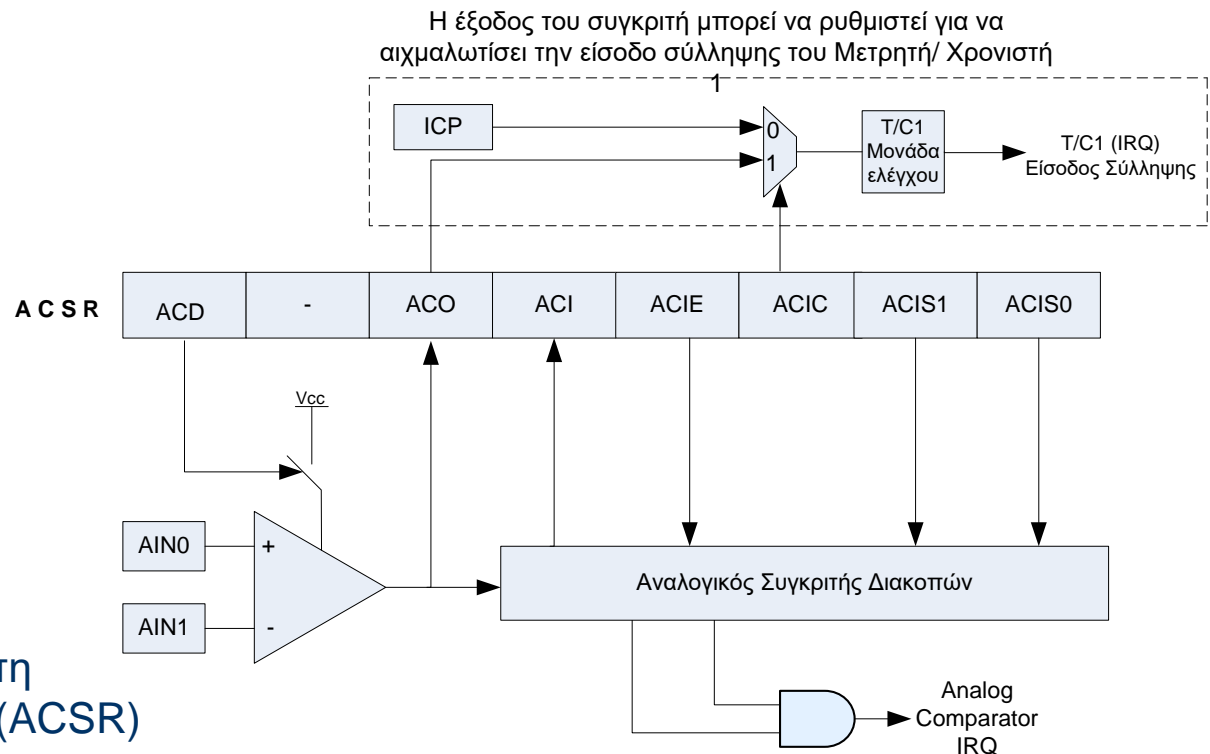 Η έξοδος του συγκριτή μπορεί να ρυθμιστεί για να
αιχμαλωτίσει την είσοδο σύλληψης του Μετρητή/ Χρονιστή
1
ICP
0
1
T/C1
Μονάδα
ελέγχου
T/C1 (IRQ)
Είσοδος Σύλληψης
A C S R
ACD
-
ACO
ACI
ACIE
ACIC
ACIS1
ACIS0
Vcc
AIN0
+
AIN1
-
Αναλογικός Συγκριτής Διακοπών
τη
(ACSR)
Analog
Comparator
IRQ